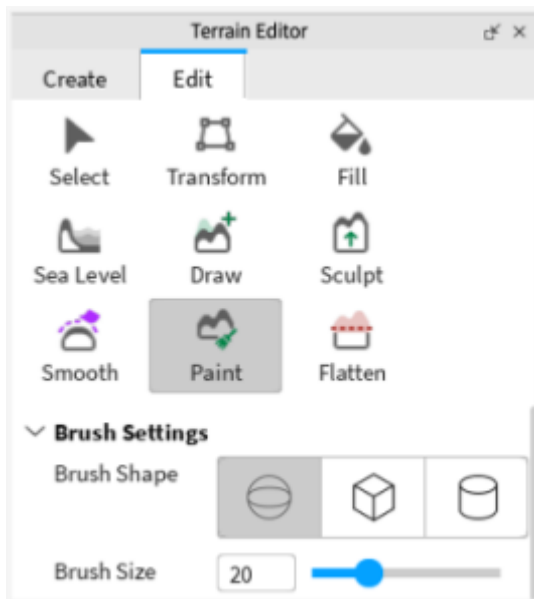 Terrain Editor
Create Edit
Select Transform Fill
Sea Level Draw Sculpt
Smooth Paint Flatten
Brush Settings
Brush Shape
Brush Size 20